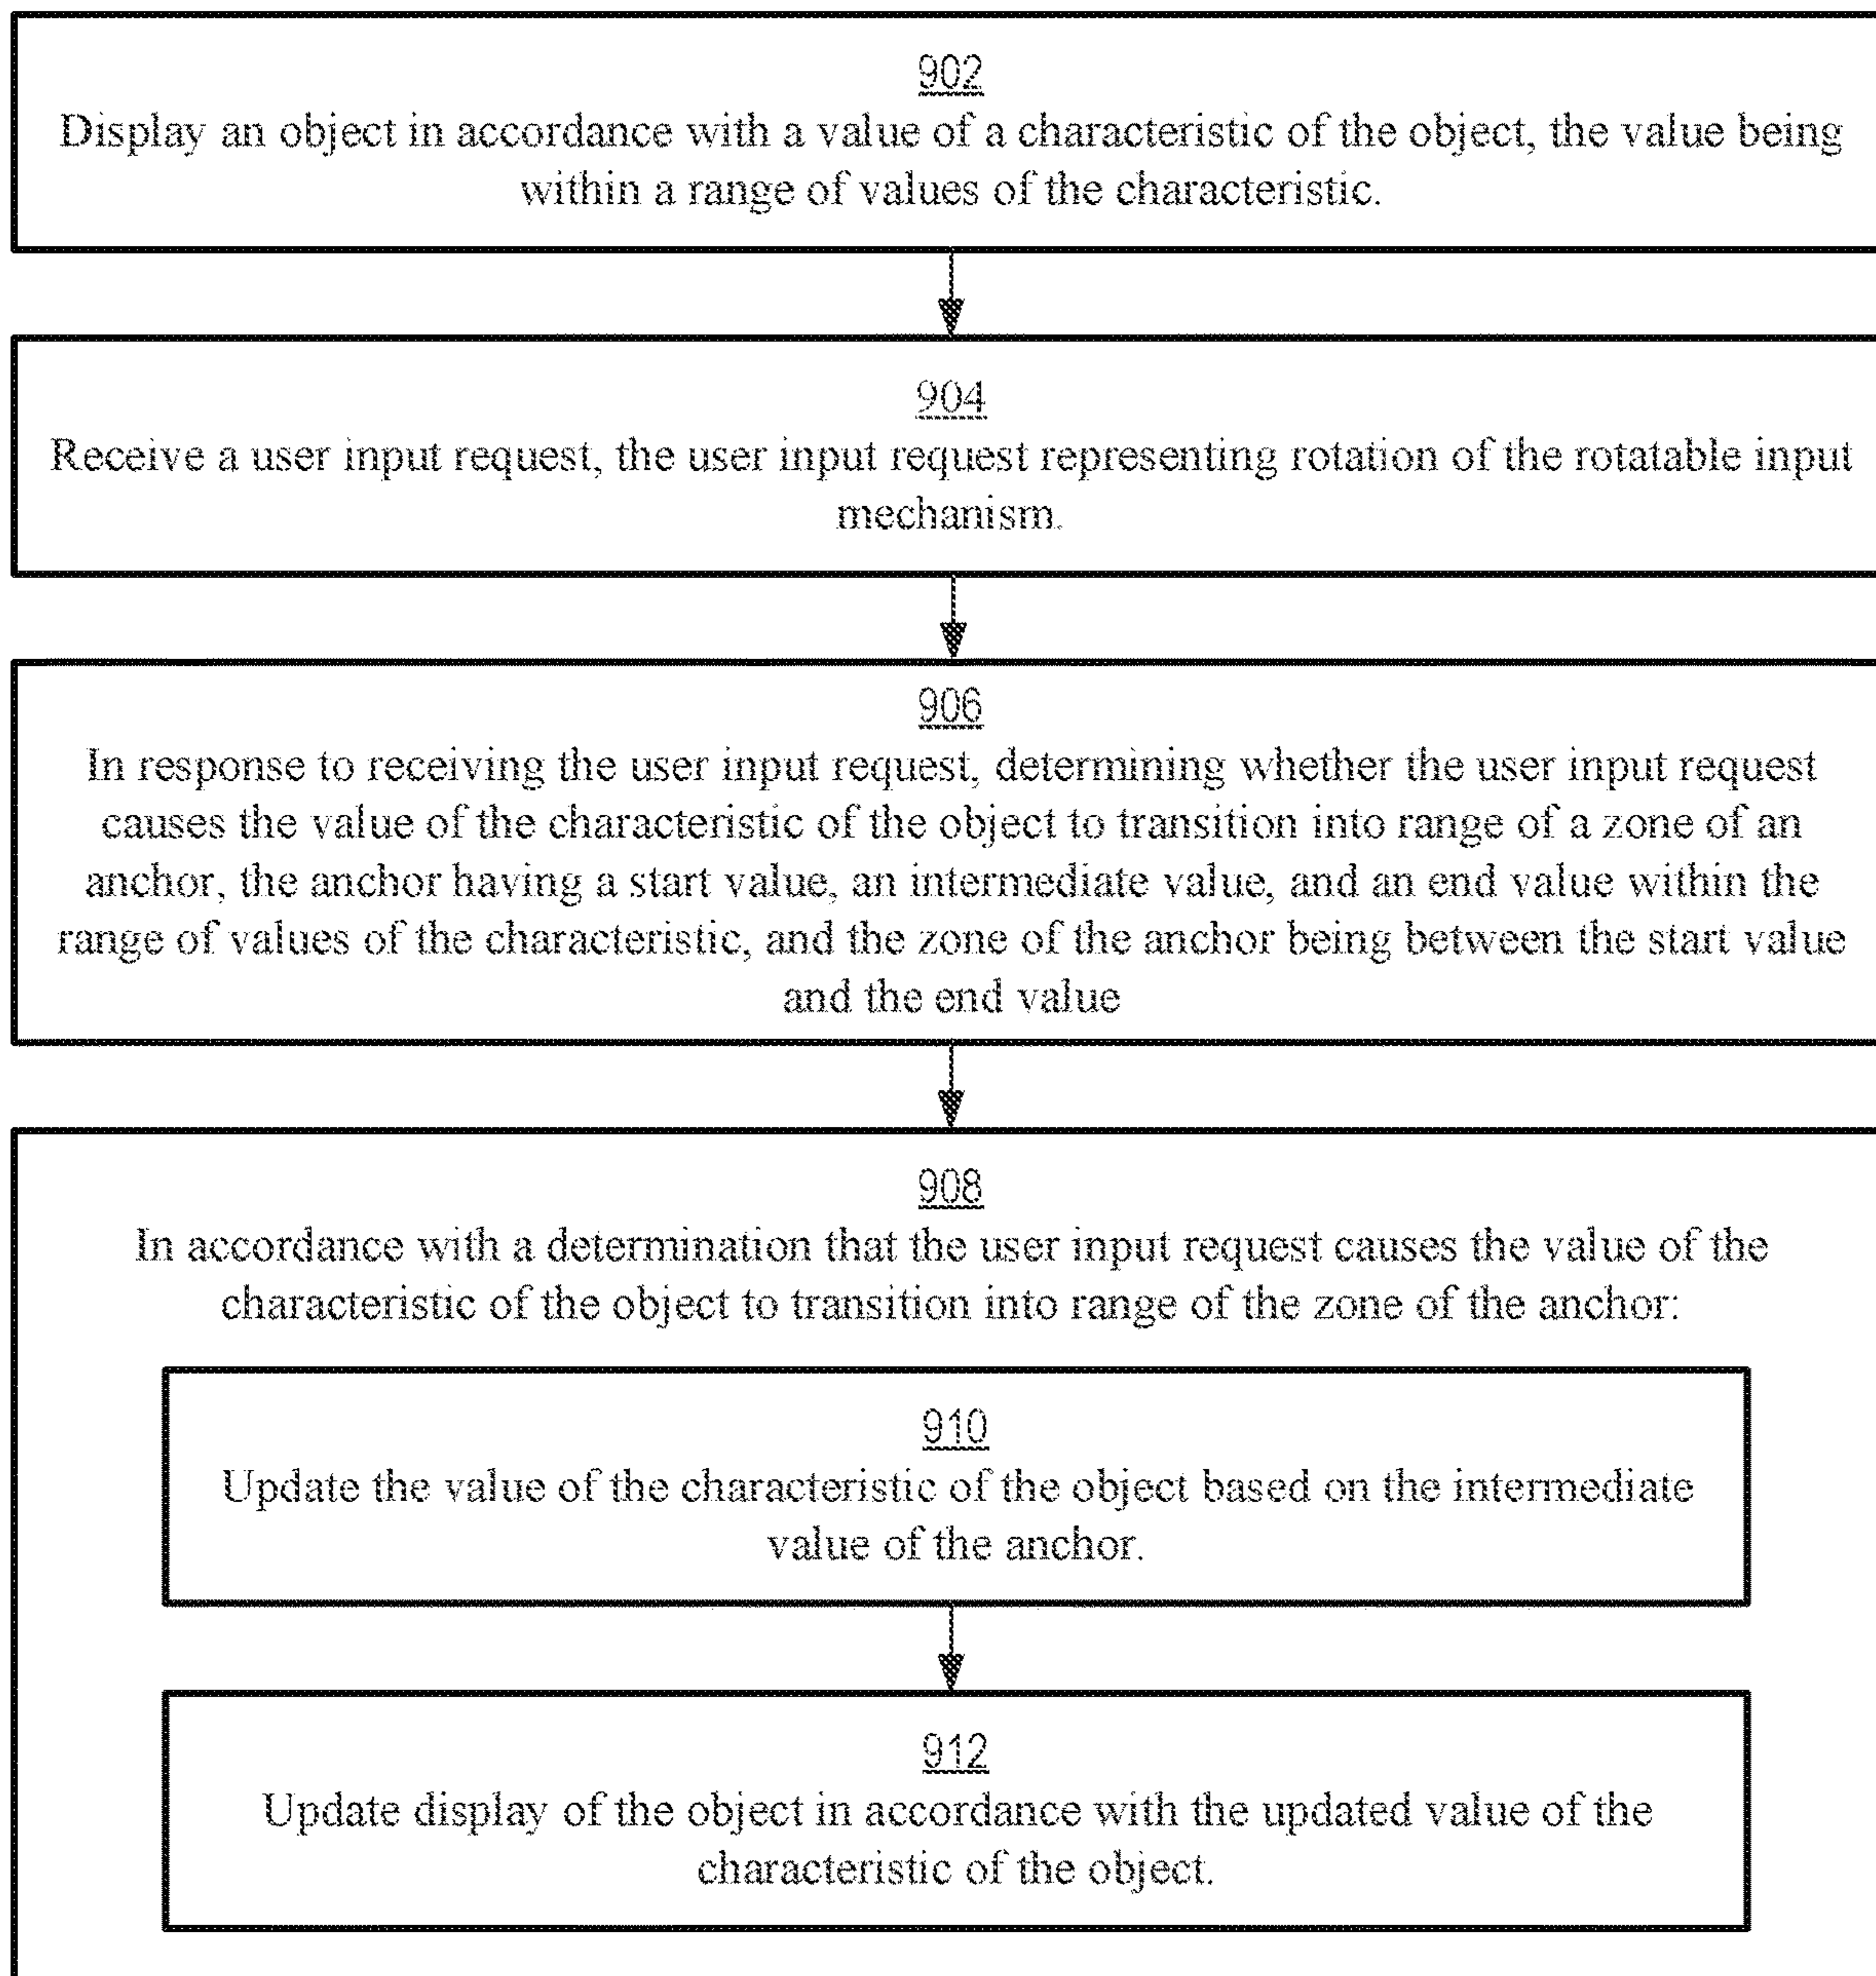 902
Display an object in accordance with a value of a characteristic of the object, the value being
within a range of values of the characteristic.
904
Receive a user input request, the user input request representing rotation of the rotatable input
mechanism.
906
In response to receiving the user input request, determining whether the user input request
causes the value of the characteristic of the object to transition into range of a zone of an
anchor, the anchor having a start value, an intermediate value, and an end value within the
range of values of the characteristic, and the zone of the anchor being between the start value
and the end value
908
In accordance with a determination that the user input request causes the value of the
characteristic of the object to transition into range of the zone of the anchor:
910
Update the value of the characteristic of the object based on the intermediate
value of the anchor.
912
Update display of the object in accordance with the updated value of the
characteristic of the object.